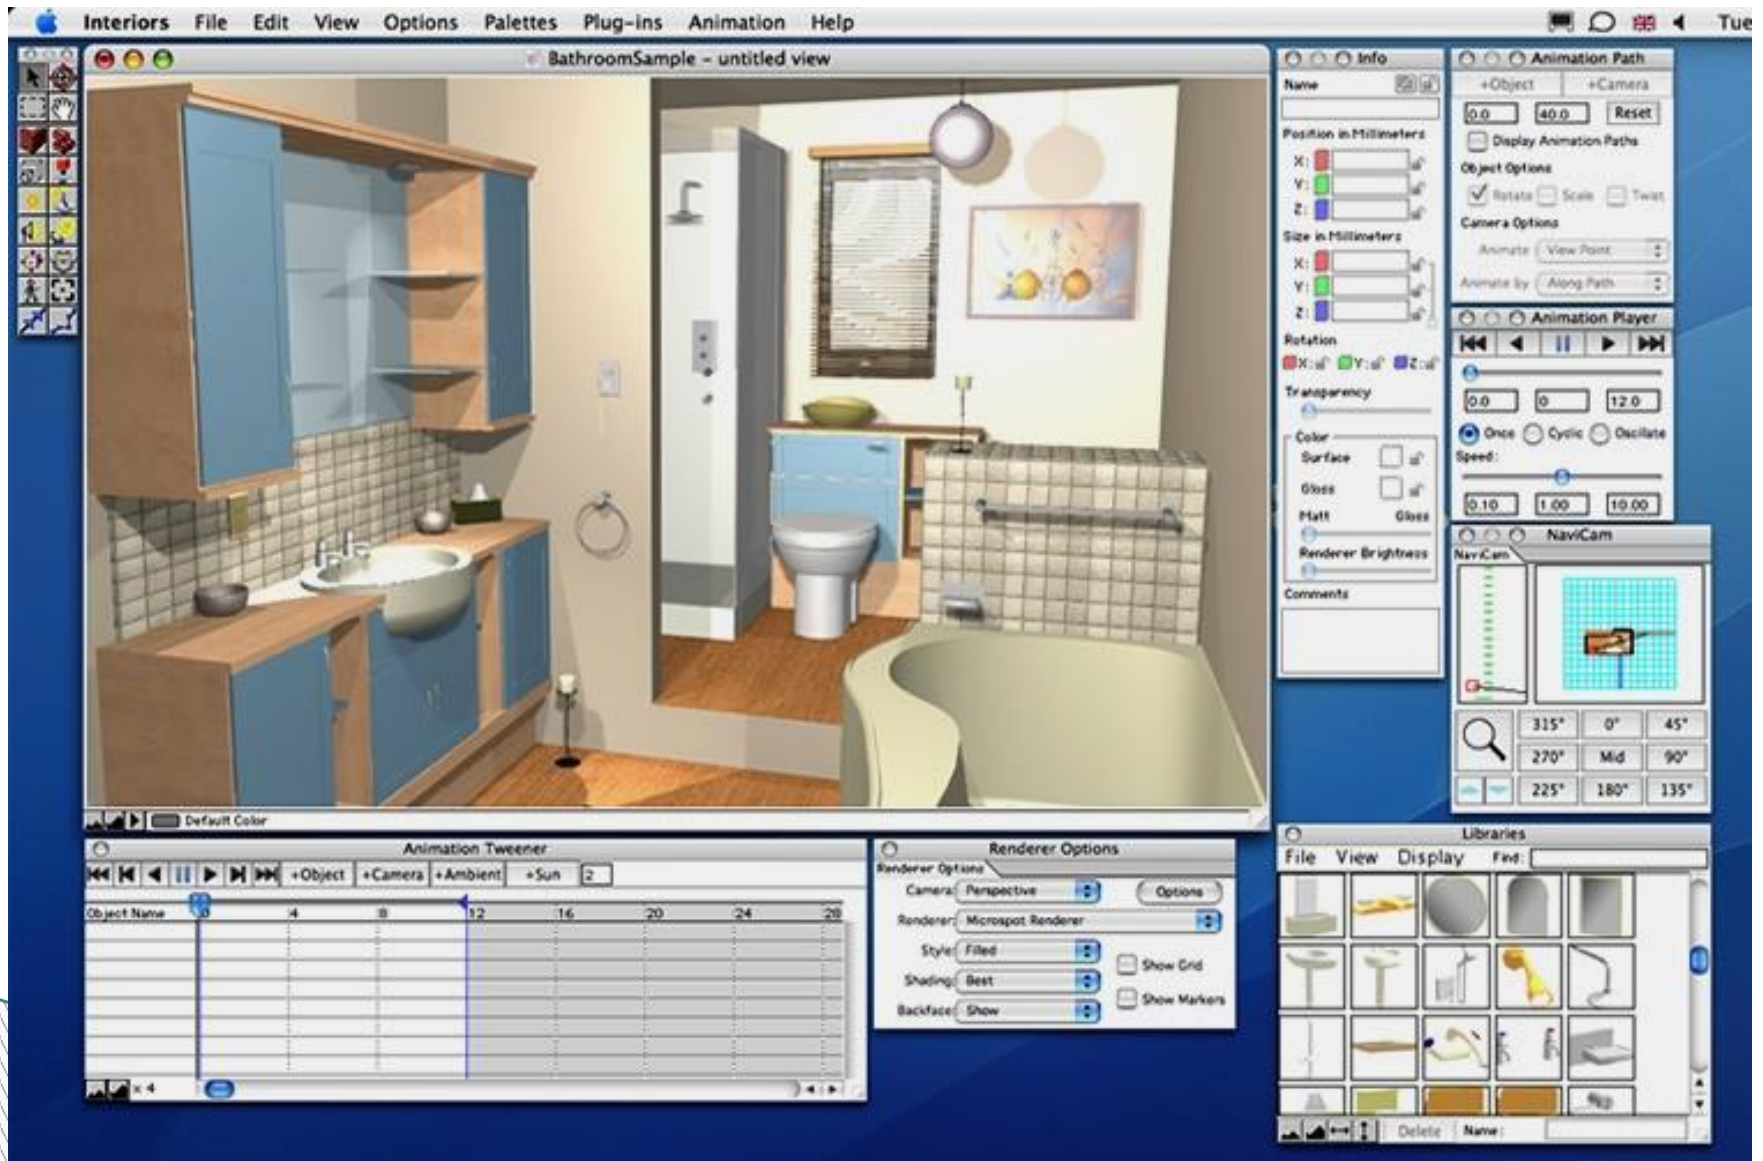 Interiors File Edit View Options Palettes Plug-ins Animation Help Tue
BathroomSample - untitled view
Default Color
Info
Name
Position in Millimeters
X:
Y:
Z:
Size in Millimeters
X:
Y:
Z:
Rotation
X: Y: Z:
Transparency
Color
Surface
Gloss
Matt Gloss
Renderer Brightness
Comments
Animation Path
+Object +Camera
0.0 40.0 Reset
Display Animation Paths
Object Options
Rotate Scale Twist
Camera Options
Animate View Point
Animate by Along Path
Animation Player
0.0 0 12.0
Once Cyclic Oscillate
Speed:
0.10 1.00 10.00
NaviCam
NaviCam
315° 0° 45°
270° Mid 90°
225° 180° 135°
Animation Tweener
+Object +Camera +Ambient +Sun 2
Object Name 0 4 8 12 16 20 24 28
x 4
Renderer Options
Renderer Options
Camera: Perspective Options
Renderer: Microspot Renderer
Style: Filled
Show Grid
Shading: Best
Show Markers
Backface: Show
Libraries
File View Display Find:
Delete Name: